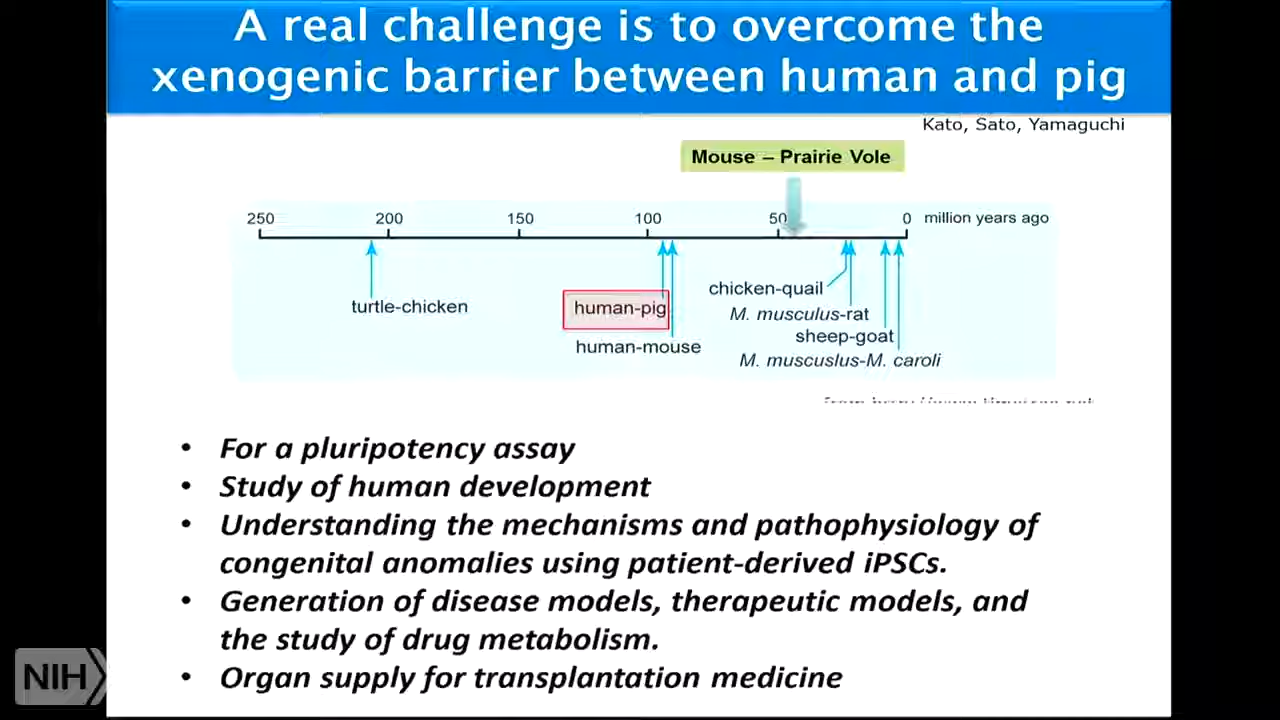 A real challenge is to overcome the
xenogenic barrier between human and pig
Kato, Sato, Yamaguchi
Mouse – Prairie Vole
250 200 150 100 50 0 million years ago
turtle-chicken
human-pig
human-mouse
chicken-quail
M. musculus-rat
sheep-goat
M. muscuslus-M. caroli
• For a pluripotency assay
• Study of human development
• Understanding the mechanisms and pathophysiology of
congenital anomalies using patient-derived iPSCs.
• Generation of disease models, therapeutic models, and
the study of drug metabolism.
• Organ supply for transplantation medicine
NIH